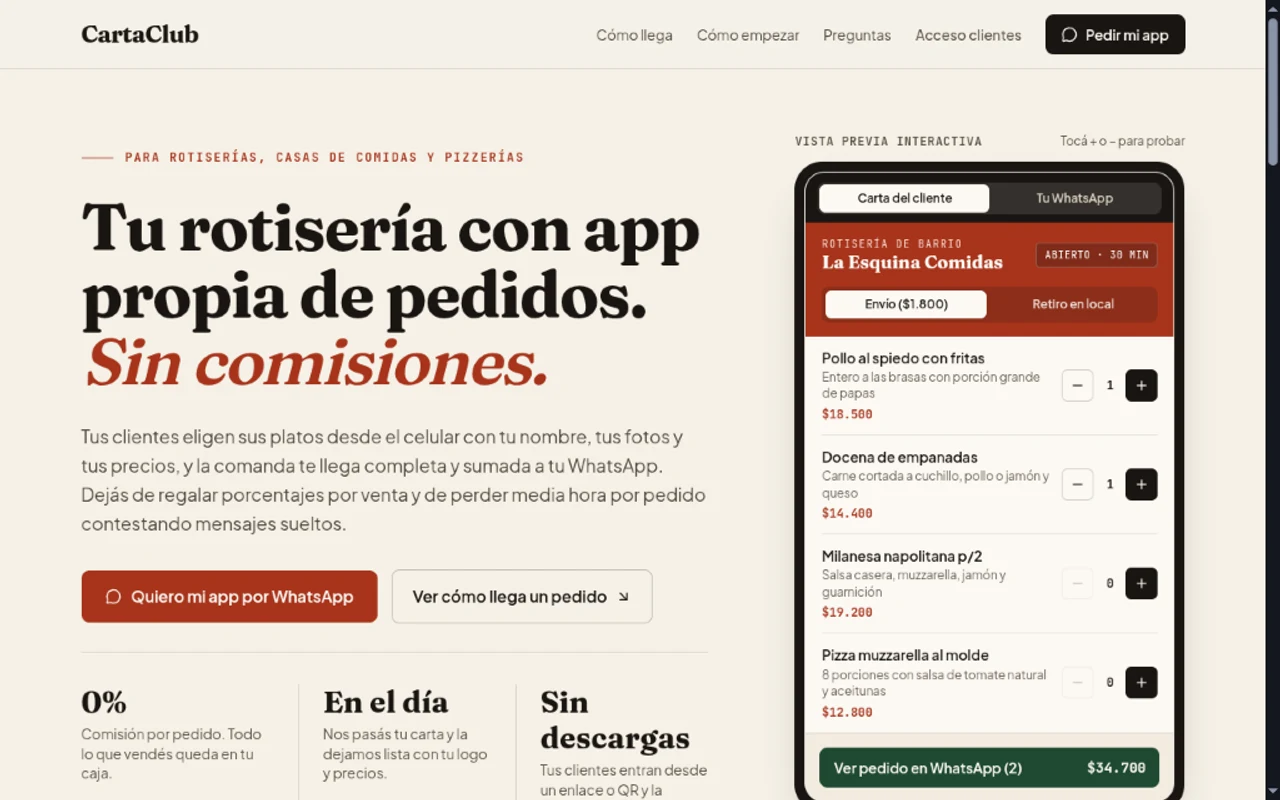 CartaClub
Cómo llega
Cómo empezar
Preguntas
Acceso clientes
Pedir mi app
PARA ROTISERÍAS, CASAS DE COMIDAS Y PIZZERÍAS
Tu rotisería con app
propia de pedidos.
Sin comisiones.
Tus clientes eligen sus platos desde el celular con tu nombre, tus fotos y
tus precios, y la comanda te llega completa y sumada a tu WhatsApp.
Dejás de regalar porcentajes por venta y de perder media hora por pedido
contestando mensajes sueltos.
Quiero mi app por WhatsApp
Ver cómo llega un pedido
0%
Comisión por pedido. Todo
lo que vendés queda en tu
caja.
En el día
Nos pasás tu carta y la
dejamos lista con tu logo
y precios.
Sin
descargas
Tus clientes entran desde
un enlace o QR y la
VISTA PREVIA INTERACTIVA
Tocá + o – para probar
Carta del cliente
Tu WhatsApp
ROTISERÍA DE BARRIO
La Esquina Comidas
ABIERTO · 30 MIN
Envío ($1.800)
Retiro en local
Pollo al spiedo con fritas
Entero a las brasas con porción grande
de papas
$18.500
− 1 +
Docena de empanadas
Carne cortada a cuchillo, pollo o jamón y
queso
$14.400
− 1 +
Milanesa napolitana p/2
Salsa casera, muzzarella, jamón y
guarnición
$19.200
− 0 +
Pizza muzzarella al molde
8 porciones con salsa de tomate natural
y aceitunas
$12.800
− 0 +
Ver pedido en WhatsApp (2)
$34.700